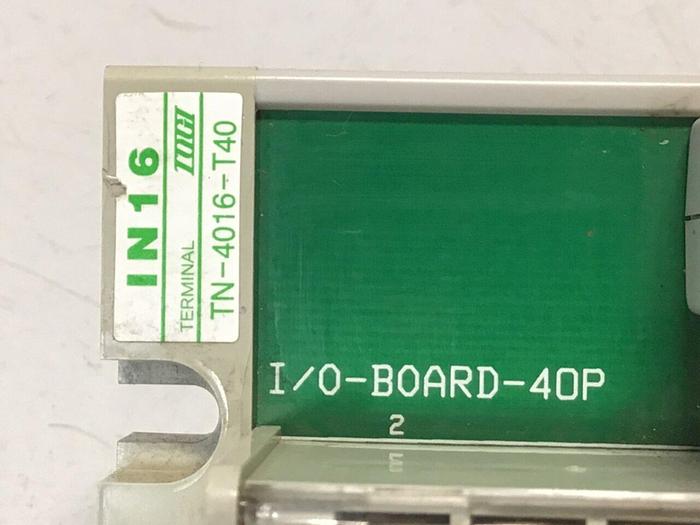 IN16
TOGI
TERMINAL
TN-4016-T40
I/O-BOARD-40P
2